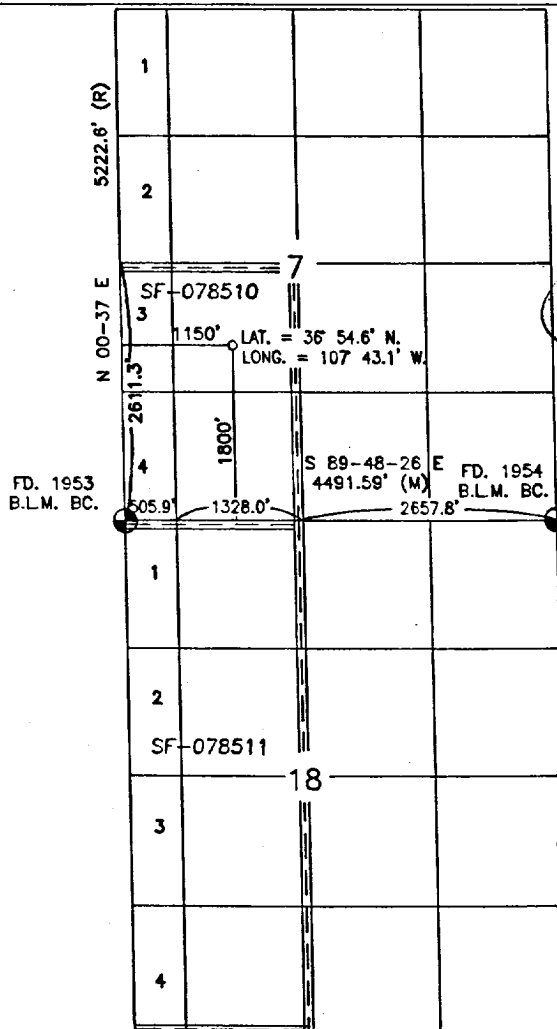 1
5222.6' (R)
2
7
SF-078510
3
1150'
LAT. = 36° 54.6' N.
LONG. = 107° 43.1' W.
N 00-37 E
2611.3'
1800'
4
S 89-48-26 E
4491.59' (M)
FD. 1953
B.L.M. BC.
FD. 1954
B.L.M. BC.
505.9'
1328.0'
2657.8'
1
2
SF-078511
18
3
4